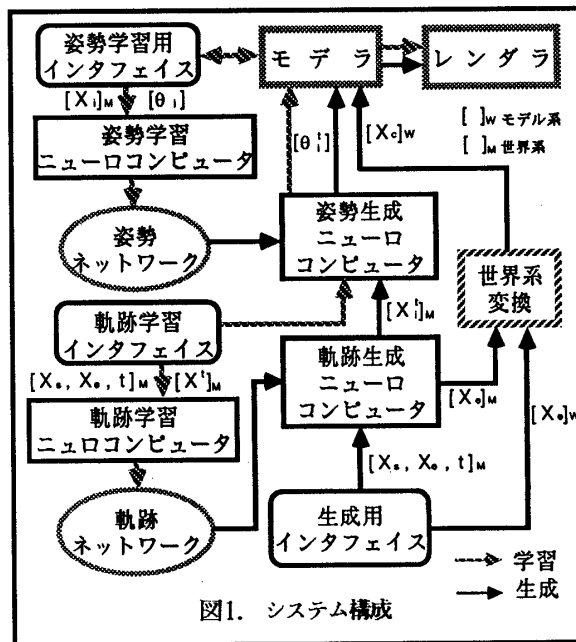 姿勢学習用
インタフェイス
モデラ
レンダラ
[Xi]M [θi]
[θᵗi]
[Xc]W
[ ]W モデル系
[ ]M 世界系
姿勢学習
ニューロコンピュータ
姿勢
ネットワーク
姿勢生成
ニューロ
コンピュータ
世界系
変換
軌跡学習
インタフェイス
[Xᵗi]M
[Xs, Xe, t]M [Xᵗ]M
軌跡生成
ニューロ
コンピュータ
[Xe]M
[Xe]W
軌跡学習
ニュロコンピュータ
[Xs, Xe, t]M
軌跡
ネットワーク
生成用
インタフェイス
学習
生成
図1. システム構成